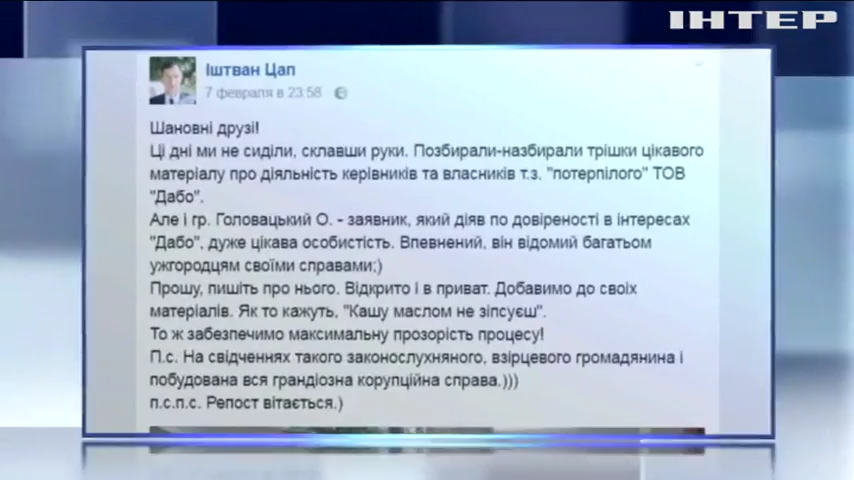 ІНТЕР
Іштван Цап
7 февраля в 23:58
Шановні друзі!
Ці дні ми не сиділи, склавши руки. Позбирали-назбирали трішки цікавого
матеріалу про діяльність керівників та власників т.з. "потерпілого" ТОВ
"Дабо".
Але і гр. Головацький О. - заявник, який діяв по довіреності в інтересах
"Дабо", дуже цікава особистість. Впевнений, він відомий багатьом
ужгородцям своїми справами;)
Прошу, пишіть про нього. Відкрито і в приват. Добавимо до своїх
матеріалів. Як то кажуть, "Кашу маслом не зіпсуєш".
То ж забезпечимо максимальну прозорість процесу!
П.с. На свідченнях такого законослухняного, взірцевого громадянина і
побудована вся грандіозна корупційна справа.)))
п.с.п.с. Репост вітається.)